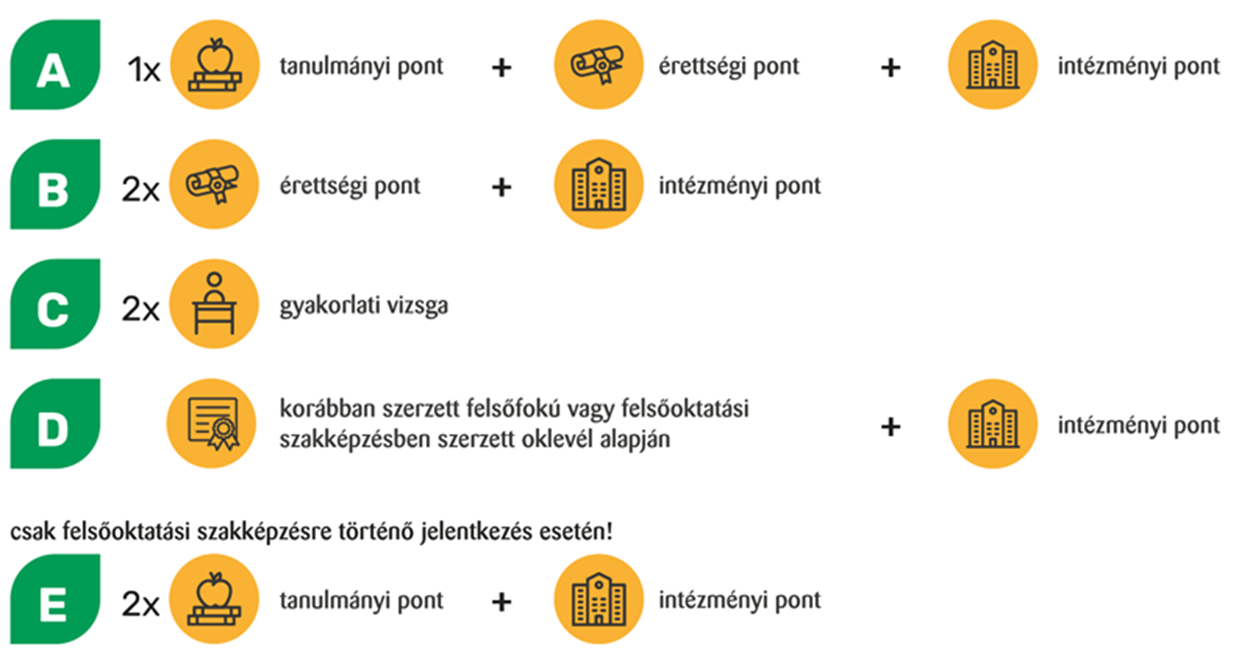 A 1x tanulmányi pont + érettségi pont + intézményi pont
B 2x érettségi pont + intézményi pont
C 2x gyakorlati vizsga
D korábban szerzett felsőfokú vagy felsőoktatási
szakképzésben szerzett oklevél alapján + intézményi pont
csak felsőoktatási szakképzésre történő jelentkezés esetén!
E 2x tanulmányi pont + intézményi pont